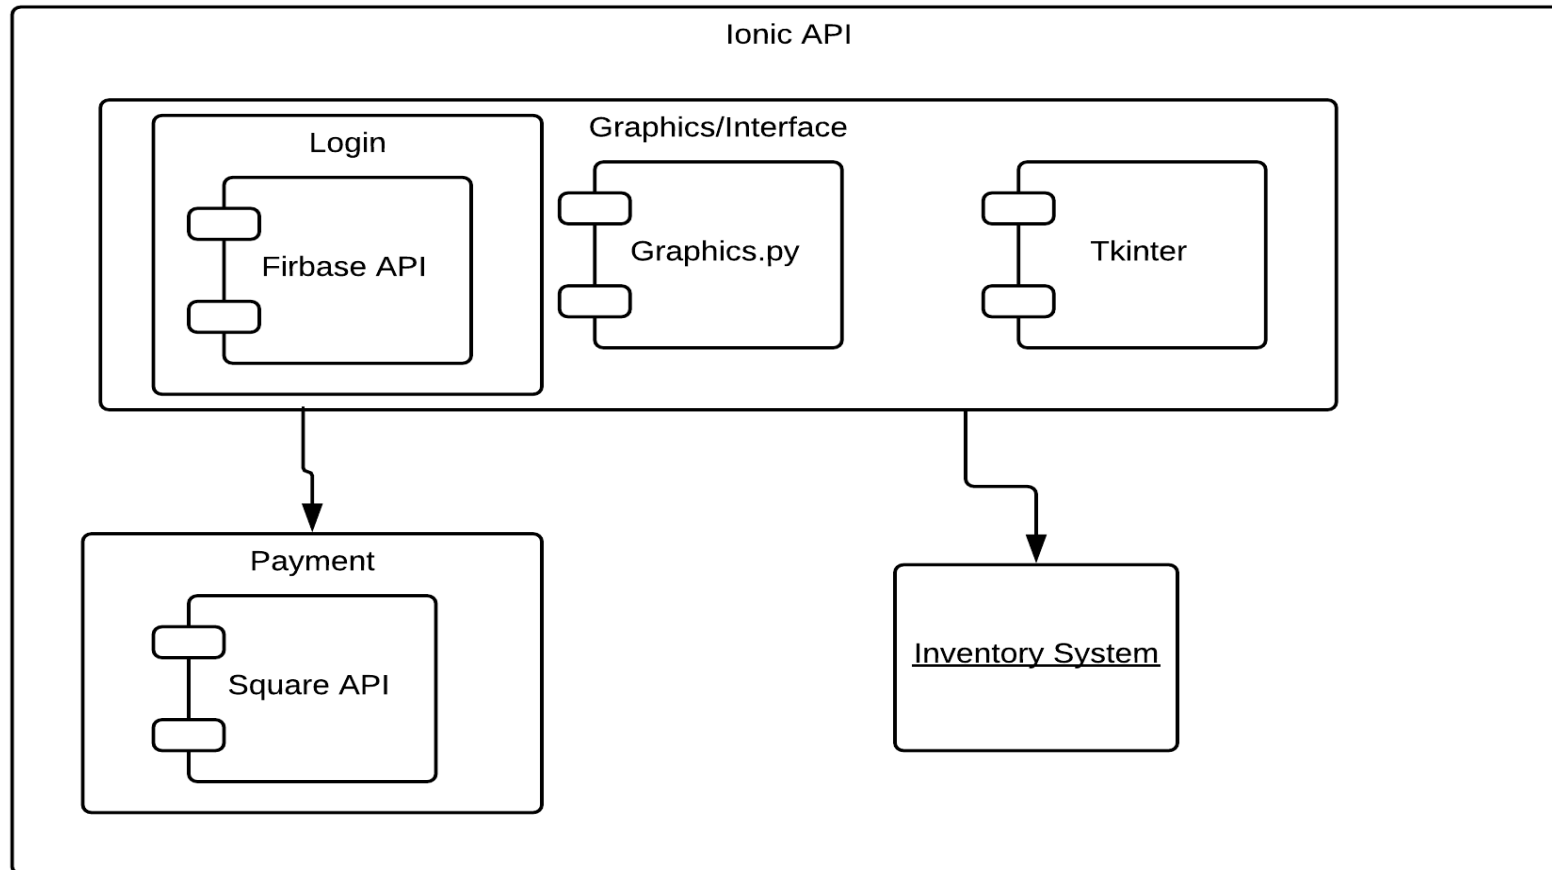 Ionic API
Graphics/Interface
Login
Firbase API
Graphics.py
Tkinter
Payment
Square API
Inventory System